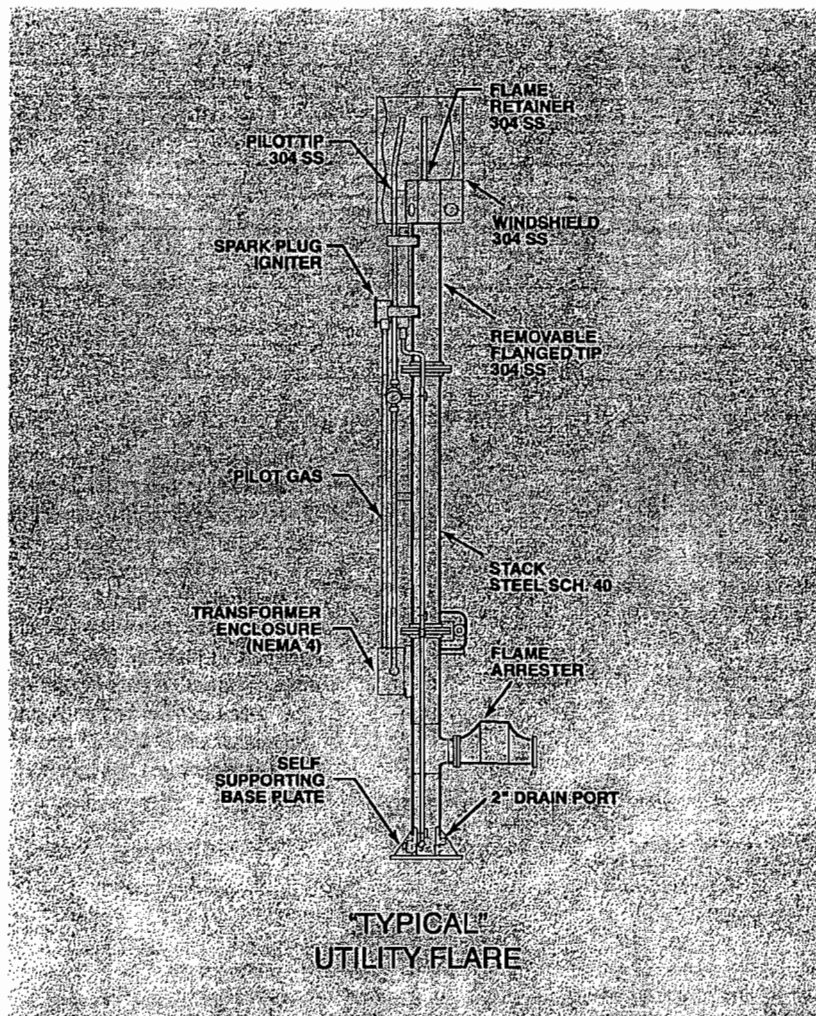 FLAME
RETAINER
304 SS
PILOT TIP
304 SS
WINDSHIELD
304 SS
SPARK PLUG
IGNITER
REMOVABLE
FLANGED TIP
304 SS
PILOT GAS
STACK
STEEL SCH. 40
TRANSFORMER
ENCLOSURE
(NEMA 4)
FLAME
ARRESTER
SELF
SUPPORTING
BASE PLATE
2" DRAIN PORT
"TYPICAL"
UTILITY FLARE